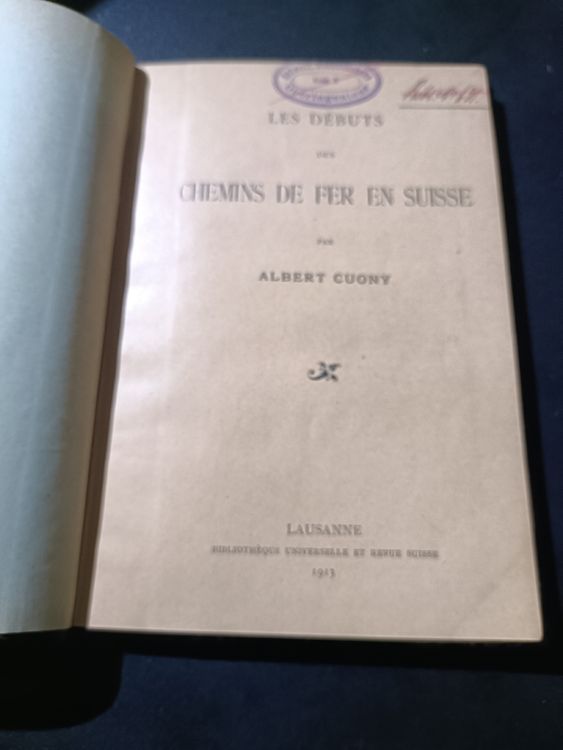 LES DÉBUTS
DES
CHEMINS DE FER EN SUISSE
PAR
ALBERT CUONY
LAUSANNE
BIBLIOTHÈQUE UNIVERSELLE ET REVUE SUISSE
1913